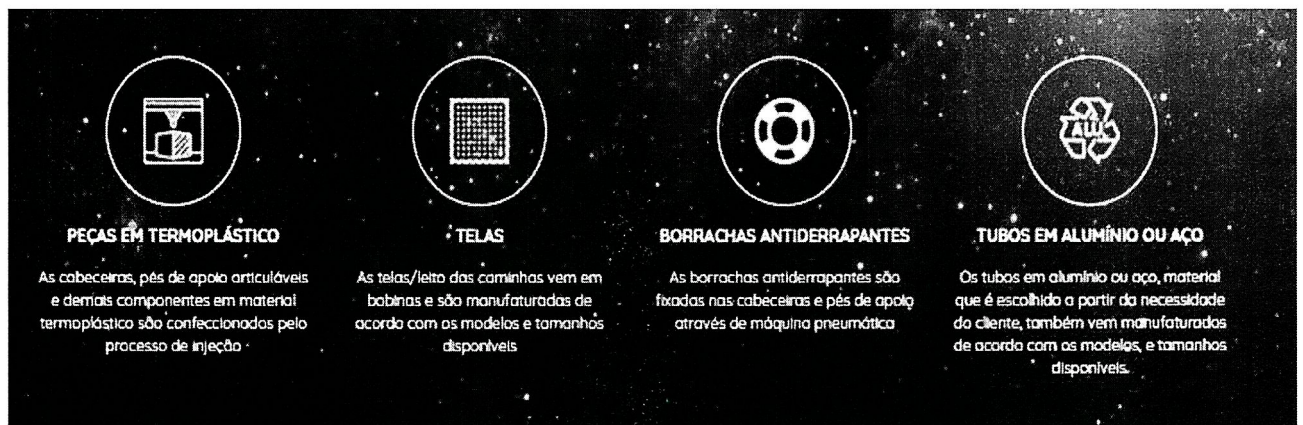 ALU
PEÇAS EM TERMOPLÁSTICO
As cabeceiras, pés de apoio articuláveis
e demais componentes em material
termoplástico são confeccionados pelo
processo de injeção
TELAS
As telas/leito das caminhas vem em
bobinas e são manufaturadas de
acordo com os modelos e tamanhos
disponíveis
BORRACHAS ANTIDERRAPANTES
As borrachas antiderrapantes são
fixadas nas cabeceiras e pés de apoio
através de máquina pneumática
TUBOS EM ALUMÍNIO OU AÇO
Os tubos em alumínio ou aço, material
que é escolhido a partir da necessidade
do cliente, também vem manufaturados
de acordo com os modelos, e tamanhos
disponíveis.